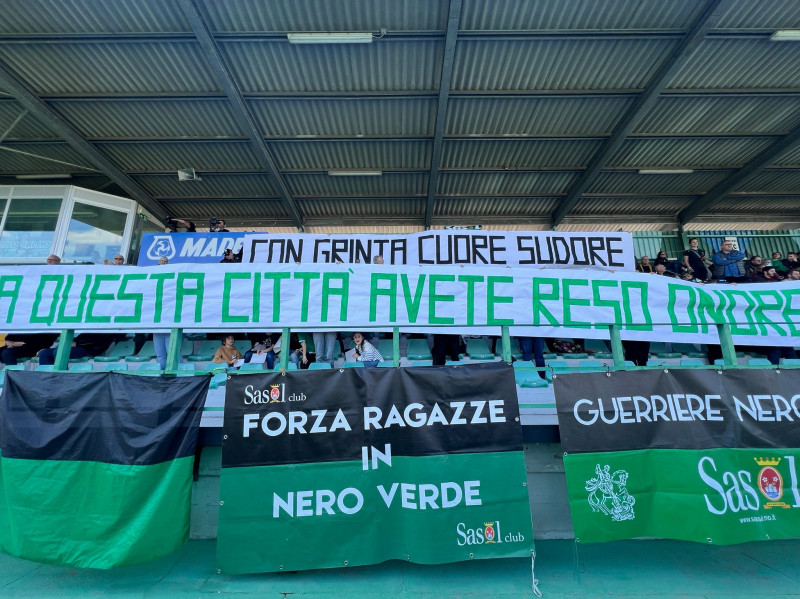 MAPE
CON GRINTA CUORE SUDORE
A QUESTA CITTÀ AVETE RESO ONORE
Sasol club
FORZA RAGAZZE
IN
NERO VERDE
Sasol club
GUERRIERE NERO
Sasol